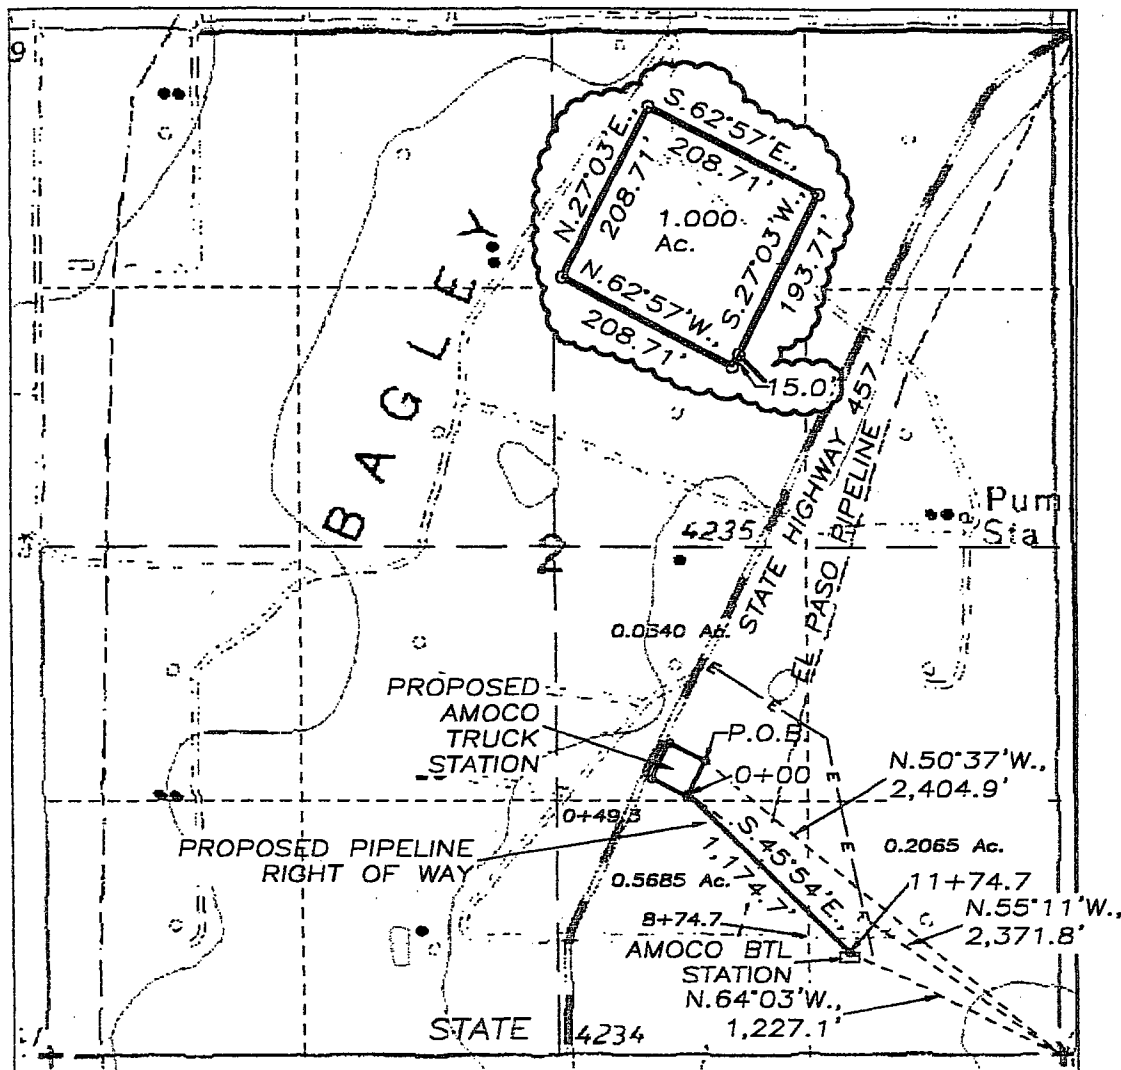 9
S.62°57'E.,
208.71'
N.27°03'E.,
208.71'
1.000
Ac.
S.27°03'W.,
193.71'
N.62°57'W.,
208.71'
15.0'
BAGLEY
STATE HIGHWAY 457
EL PASO PIPELINE
Pum
Sta
4235
2
0.0340 Ac.
E
PROPOSED
AMOCO
TRUCK
STATION
E
E
P.O.B.
0+00
E
E
N.50°37'W.,
2,404.9'
0+49.3
PROPOSED PIPELINE
RIGHT OF WAY
S.45°54'E.,
1,174.7'
0.2065 Ac.
0.5685 Ac.
11+74.7
N.55°11'W.,
2,371.8'
8+74.7
AMOCO BTL
STATION
N.64°03'W.,
1,227.1'
STATE
4234